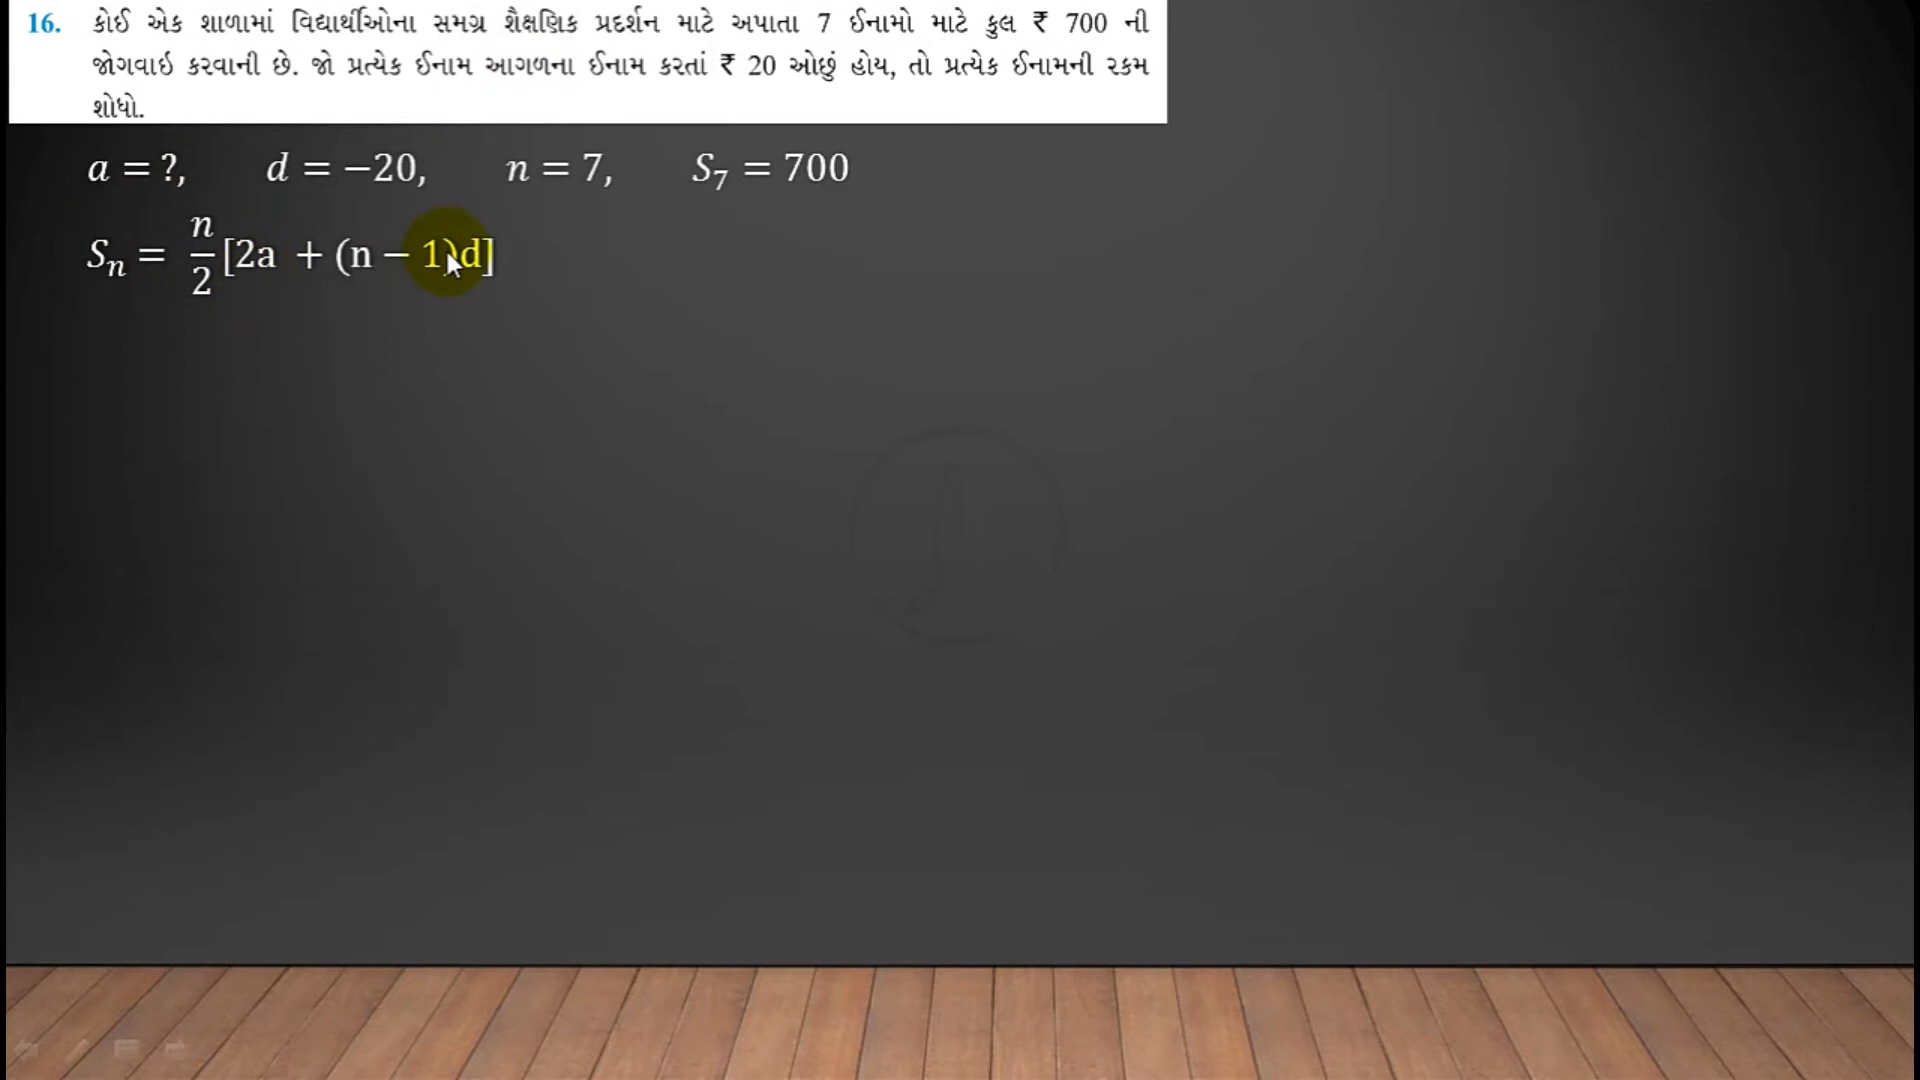 16. કોઈ એક શાળામાં વિદ્યાર્થીઓના સમગ્ર શૈક્ષણિક પ્રદર્શન માટે અપાતા 7 ઈનામો માટે કુલ ₹ 700 ની
જોગવાઇ કરવાની છે. જો પ્રત્યેક ઈનામ આગળના ઈનામ કરતાં ₹ 20 ઓછું હોય, તો પ્રત્યેક ઈનામની રકમ
શોધો.
a = ?, d = −20, n = 7, S₇ = 700
Sₙ = n/2 [2a + (n − 1)d]